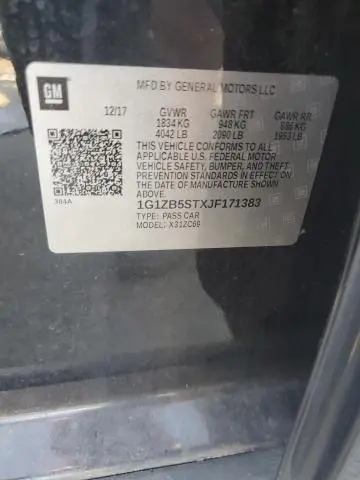 GM
MFD BY GENERAL MOTORS LLC
12/17 GVWR GAWR FRT GAWR RR
1834 KG 948 KG 886 KG
4042 LB 2090 LB 1953 LB
THIS VEHICLE CONFORMS TO ALL
APPLICABLE U.S. FEDERAL MOTOR
VEHICLE SAFETY, BUMPER, AND THEFT
PREVENTION STANDARDS IN EFFECT ON
THE DATE OF MANUFACTURE SHOWN ABOVE.
384A
1G1ZB5STXJF171383
TYPE: PASS CAR
MODEL: X31ZC69